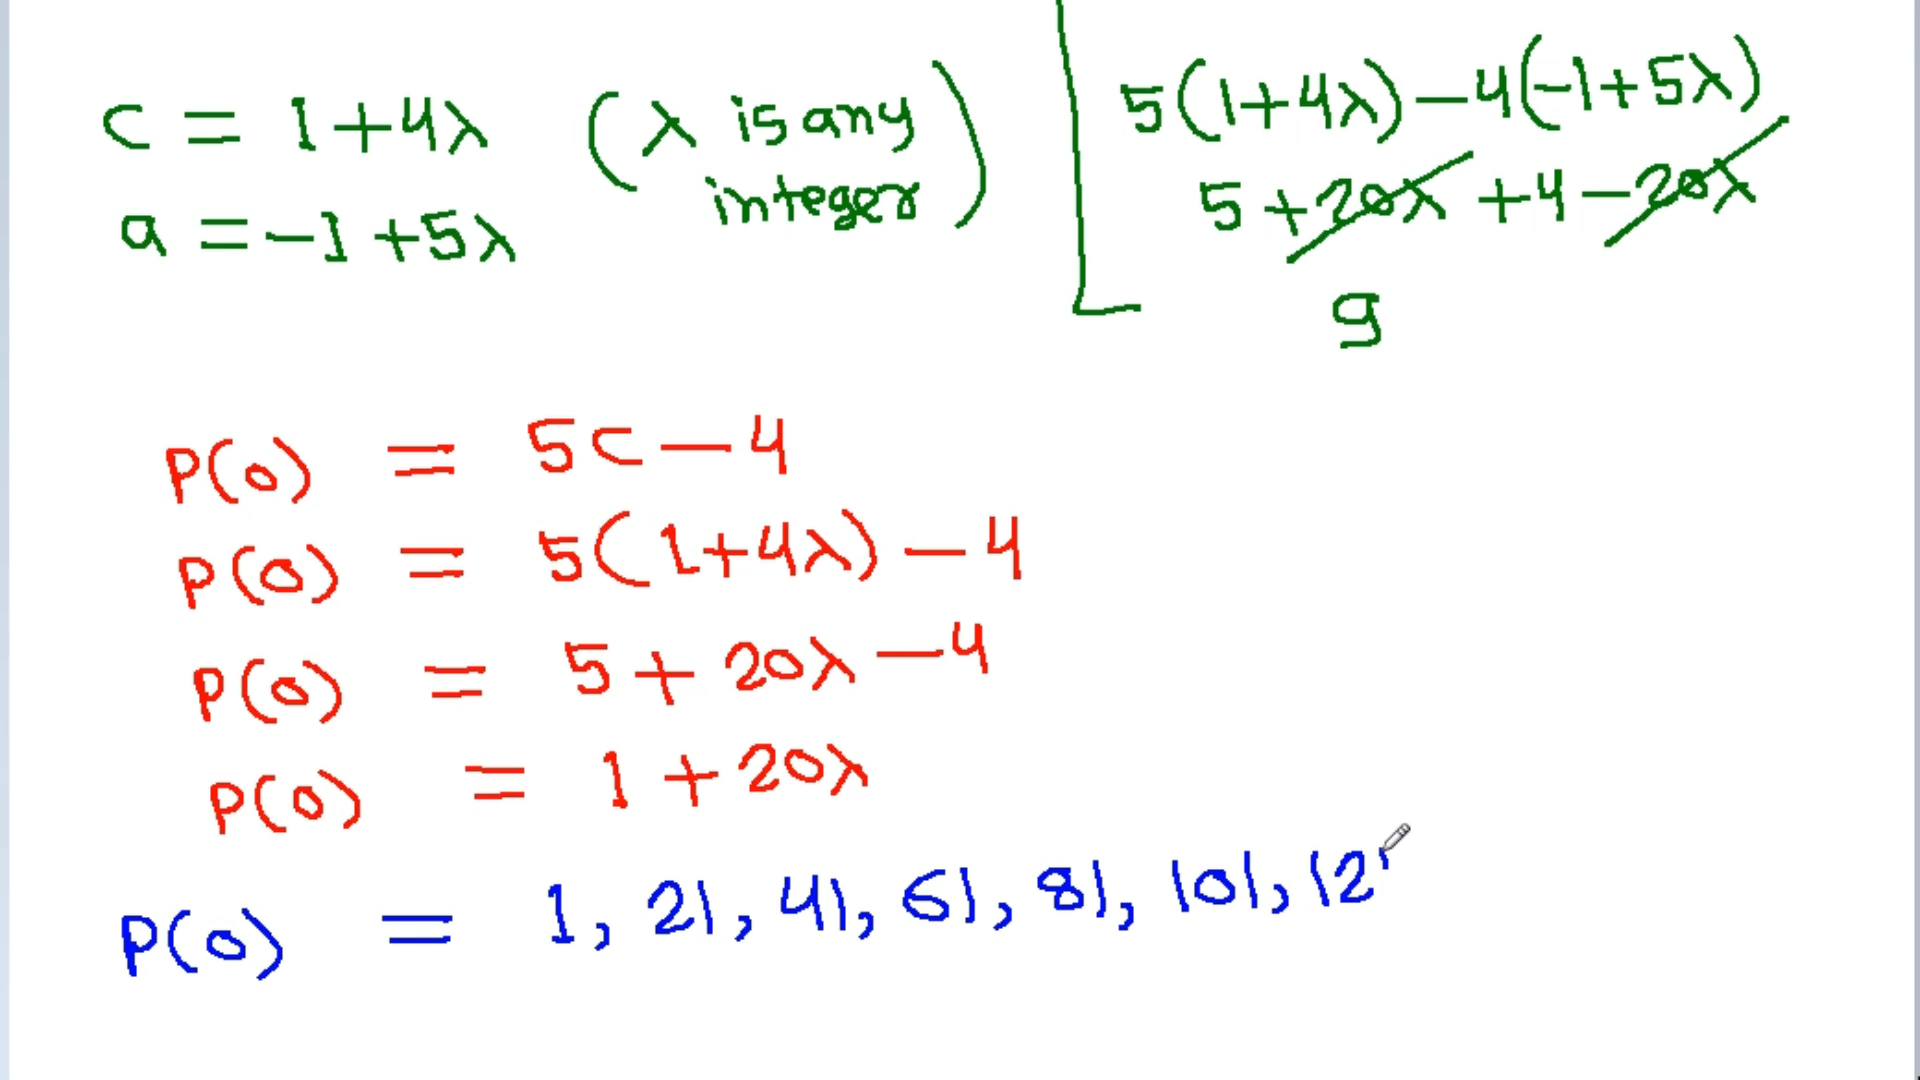 c = 1+4λ (λ is any integer)
a = -1+5λ
5(1+4λ)-4(-1+5λ)
5+20λ+4-20λ
9
P(0) = 5c-4
P(0) = 5(1+4λ)-4
P(0) = 5+20λ-4
P(0) = 1+20λ
P(0) = 1, 21, 41, 61, 81, 101, 12